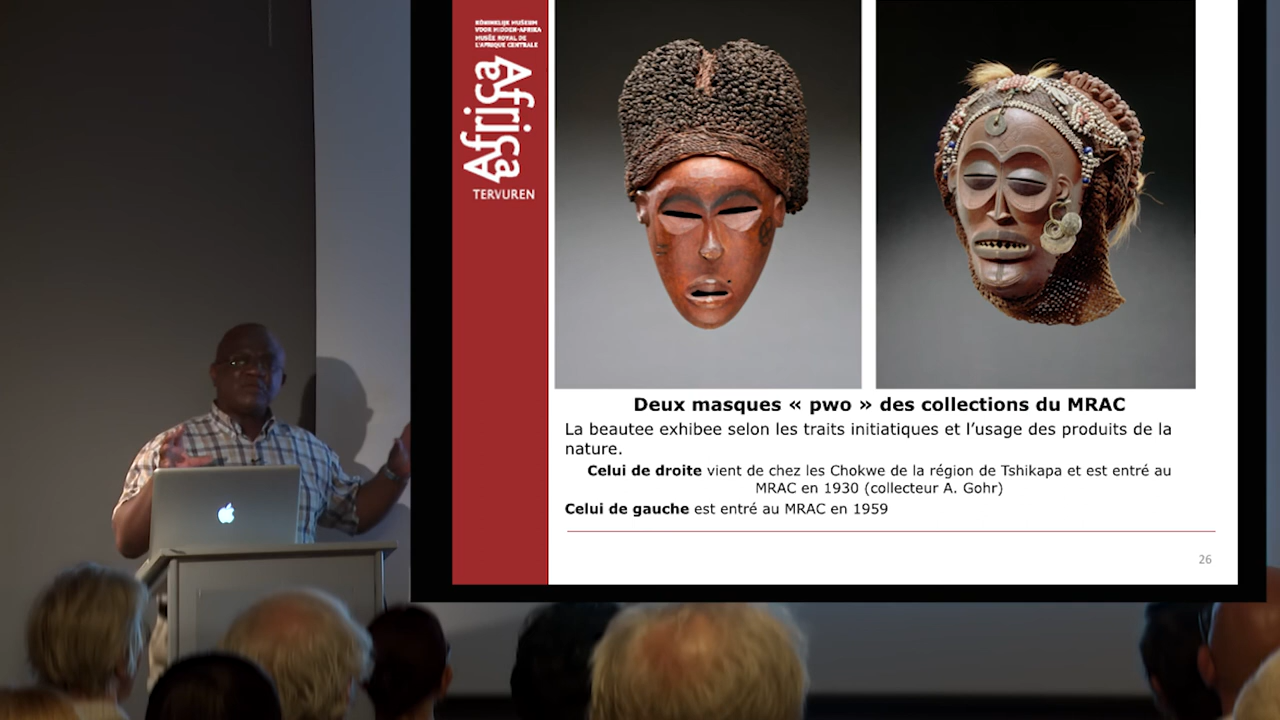 KONINKLIJK MUSEUM
VOOR MIDDEN-AFRIKA
MUSÉE ROYAL DE
L'AFRIQUE CENTRALE
Africa
Africa
TERVUREN
Deux masques « pwo » des collections du MRAC
La beautee exhibee selon les traits initiatiques et l'usage des produits de la
nature.
Celui de droite vient de chez les Chokwe de la région de Tshikapa et est entré au
MRAC en 1930 (collecteur A. Gohr)
Celui de gauche est entré au MRAC en 1959
26